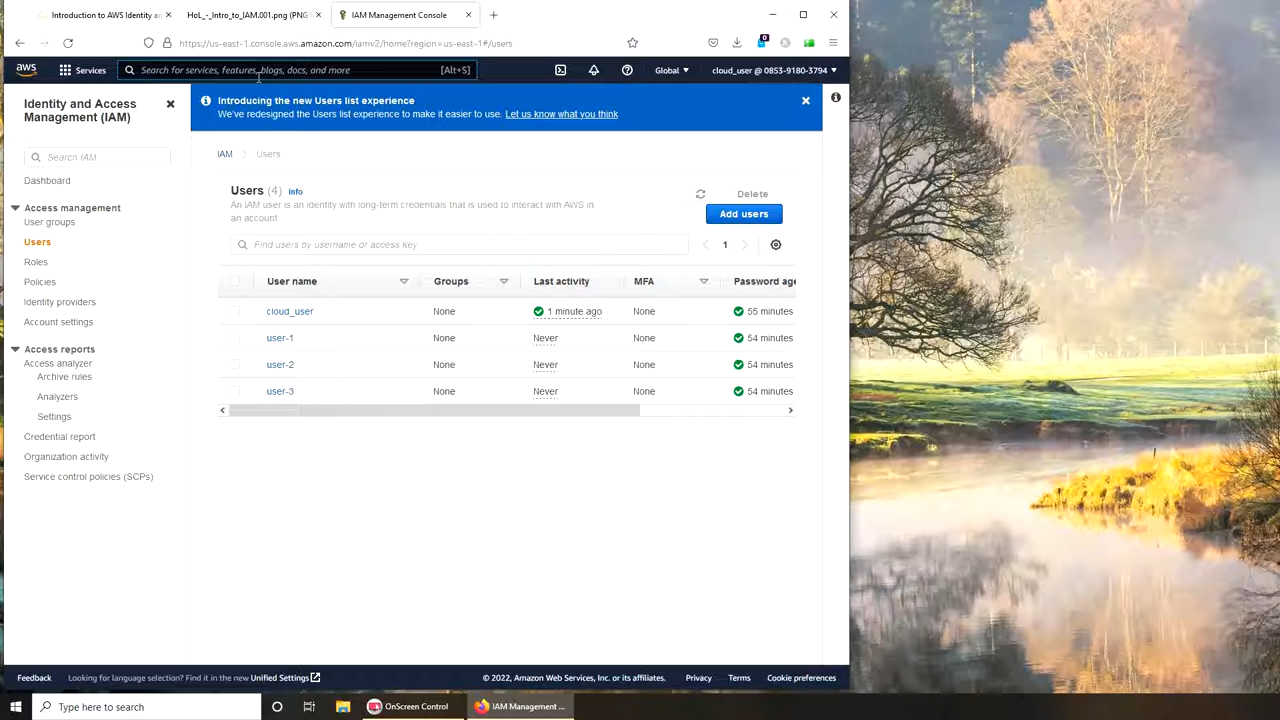 Introduction to AWS Identity an
HoL_-_Intro_to_IAM.001.png (PNG
IAM Management Console
https://us-east-1.console.aws.amazon.com/iamv2/home?region=us-east-1#/users
aws
Services
Search for services, features, blogs, docs, and more
[Alt+S]
Global
cloud_user @ 0853-9180-3794
Identity and Access
Management (IAM)
Search IAM
Dashboard
Access management
User groups
Users
Roles
Policies
Identity providers
Account settings
Access reports
Access analyzer
Archive rules
Analyzers
Settings
Credential report
Organization activity
Service control policies (SCPs)
Introducing the new Users list experience
We've redesigned the Users list experience to make it easier to use. Let us know what you think
IAM
Users
Users (4) Info
An IAM user is an identity with long-term credentials that is used to interact with AWS in
an account
Delete
Add users
Find users by username or access key
1
User name Groups Last activity MFA Password age
cloud_user None 1 minute ago None 55 minutes
user-1 None Never None 54 minutes
user-2 None Never None 54 minutes
user-3 None Never None 54 minutes
Feedback
Looking for language selection? Find it in the new Unified Settings
© 2022, Amazon Web Services, Inc. or its affiliates.
Privacy
Terms
Cookie preferences
Type here to search
OnScreen Control
IAM Management ...